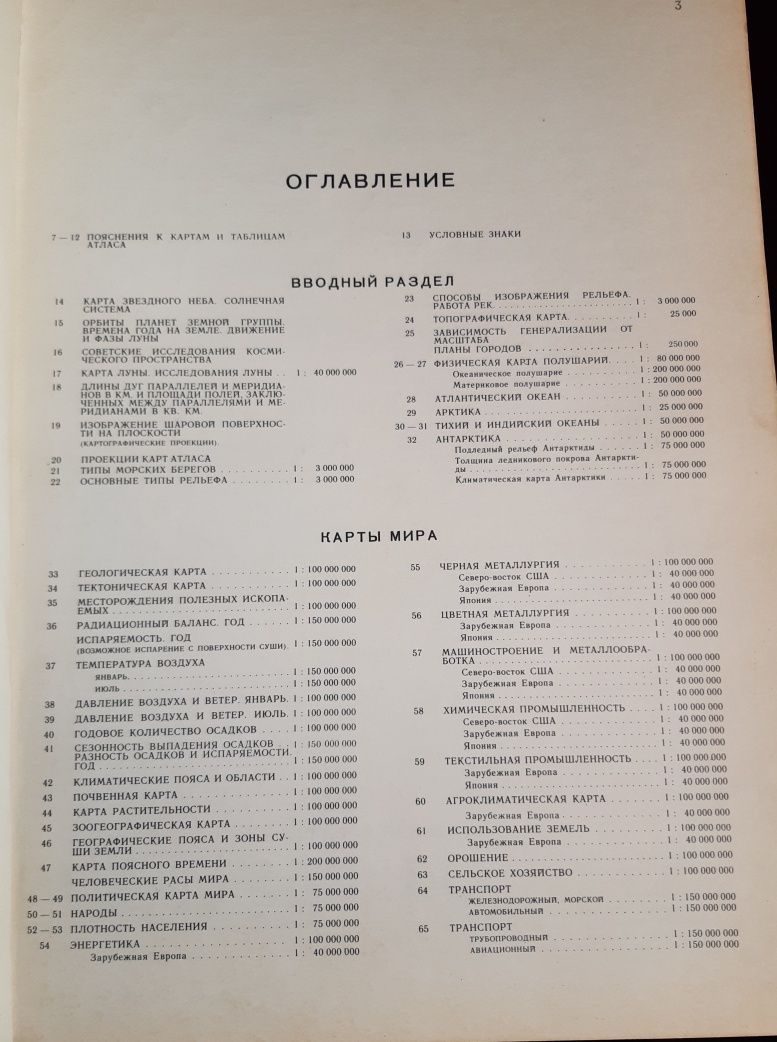 3
ОГЛАВЛЕНИЕ
7 — 12 ПОЯСНЕНИЯ К КАРТАМ И ТАБЛИЦАМ
АТЛАСА
13 УСЛОВНЫЕ ЗНАКИ
ВВОДНЫЙ РАЗДЕЛ
14 КАРТА ЗВЕЗДНОГО НЕБА. СОЛНЕЧНАЯ
СИСТЕМА
15 ОРБИТЫ ПЛАНЕТ ЗЕМНОЙ ГРУППЫ.
ВРЕМЕНА ГОДА НА ЗЕМЛЕ. ДВИЖЕНИЕ
И ФАЗЫ ЛУНЫ
16 СОВЕТСКИЕ ИССЛЕДОВАНИЯ КОСМИ-
ЧЕСКОГО ПРОСТРАНСТВА
17 КАРТА ЛУНЫ. ИССЛЕДОВАНИЯ ЛУНЫ . . 1 : 40 000 000
18 ДЛИНЫ ДУГ ПАРАЛЛЕЛЕЙ И МЕРИДИА-
НОВ В КМ. И ПЛОЩАДИ ПОЛЕЙ, ЗАКЛЮ-
ЧЕННЫХ МЕЖДУ ПАРАЛЛЕЛЯМИ И МЕ-
РИДИАНАМИ В КВ. КМ.
19 ИЗОБРАЖЕНИЕ ШАРОВОЙ ПОВЕРХНОС-
ТИ НА ПЛОСКОСТИ
(КАРТОГРАФИЧЕСКИЕ ПРОЕКЦИИ).
20 ПРОЕКЦИИ КАРТ АТЛАСА
21 ТИПЫ МОРСКИХ БЕРЕГОВ . . . . . . . . . 1 : 3 000 000
22 ОСНОВНЫЕ ТИПЫ РЕЛЬЕФА . . . . . . . . 1 : 3 000 000
23 СПОСОБЫ ИЗОБРАЖЕНИЯ РЕЛЬЕФА.
РАБОТА РЕК. . . . . . . . . . . . . . . . . 1 : 3 000 000
24 ТОПОГРАФИЧЕСКАЯ КАРТА. . . . . . . . . 1 : 25 000
25 ЗАВИСИМОСТЬ ГЕНЕРАЛИЗАЦИИ ОТ
МАСШТАБА
ПЛАНЫ ГОРОДОВ . . . . . . . . . . . . . . 1 : 250 000
26 — 27 ФИЗИЧЕСКАЯ КАРТА ПОЛУШАРИЙ. . . . 1 : 80 000 000
Океаническое полушарие . . . . . . . . . . 1 : 200 000 000
Материковое полушарие . . . . . . . . . . 1 : 200 000 000
28 АТЛАНТИЧЕСКИЙ ОКЕАН . . . . . . . . . . 1 : 50 000 000
29 АРКТИКА . . . . . . . . . . . . . . . . . . 1 : 25 000 000
30 — 31 ТИХИЙ И ИНДИЙСКИЙ ОКЕАНЫ . . . . . 1 : 50 000 000
32 АНТАРКТИКА . . . . . . . . . . . . . . . . 1 : 50 000 000
Подледный рельеф Антарктиды . . . . . . . 1 : 75 000 000
Толщина ледникового покрова Антаркти-
ды . . . . . . . . . . . . . . . . . . . . . 1 : 75 000 000
Климатическая карта Антарктики . . . . . 1 : 75 000 000
КАРТЫ МИРА
33 ГЕОЛОГИЧЕСКАЯ КАРТА . . . . . . . . . . 1 : 100 000 000
34 ТЕКТОНИЧЕСКАЯ КАРТА . . . . . . . . . . 1 : 100 000 000
35 МЕСТОРОЖДЕНИЯ ПОЛЕЗНЫХ ИСКОПА-
ЕМЫХ . . . . . . . . . . . . . . . . . . . . 1 : 100 000 000
36 РАДИАЦИОННЫЙ БАЛАНС. ГОД . . . . . . 1 : 150 000 000
ИСПАРЯЕМОСТЬ. ГОД
(ВОЗМОЖНОЕ ИСПАРЕНИЕ С ПОВЕРХНОСТИ СУШИ). 1 : 150 000 000
37 ТЕМПЕРАТУРА ВОЗДУХА
ЯНВАРЬ. . . . . . . . . . . . . . . . . . . 1 : 150 000 000
ИЮЛЬ . . . . . . . . . . . . . . . . . . . . 1 : 150 000 000
38 ДАВЛЕНИЕ ВОЗДУХА И ВЕТЕР. ЯНВАРЬ. 1 : 100 000 000
39 ДАВЛЕНИЕ ВОЗДУХА И ВЕТЕР. ИЮЛЬ. 1 : 100 000 000
40 ГОДОВОЕ КОЛИЧЕСТВО ОСАДКОВ . . . . 1 : 100 000 000
41 СЕЗОННОСТЬ ВЫПАДЕНИЯ ОСАДКОВ . . 1 : 150 000 000
РАЗНОСТЬ ОСАДКОВ И ИСПАРЯЕМОСТИ.
ГОД . . . . . . . . . . . . . . . . . . . . . 1 : 150 000 000
42 КЛИМАТИЧЕСКИЕ ПОЯСА И ОБЛАСТИ . . 1 : 100 000 000
43 ПОЧВЕННАЯ КАРТА . . . . . . . . . . . . . 1 : 100 000 000
44 КАРТА РАСТИТЕЛЬНОСТИ . . . . . . . . . . 1 : 100 000 000
45 ЗООГЕОГРАФИЧЕСКАЯ КАРТА . . . . . . . 1 : 100 000 000
46 ГЕОГРАФИЧЕСКИЕ ПОЯСА И ЗОНЫ СУ-
ШИ ЗЕМЛИ . . . . . . . . . . . . . . . . . 1 : 100 000 000
47 КАРТА ПОЯСНОГО ВРЕМЕНИ . . . . . . . 1 : 200 000 000
ЧЕЛОВЕЧЕСКИЕ РАСЫ МИРА . . . . . . . . 1 : 150 000 000
48 — 49 ПОЛИТИЧЕСКАЯ КАРТА МИРА . . . . . . 1 : 75 000 000
50 — 51 НАРОДЫ . . . . . . . . . . . . . . . . . . 1 : 75 000 000
52 — 53 ПЛОТНОСТЬ НАСЕЛЕНИЯ . . . . . . . . . 1 : 75 000 000
54 ЭНЕРГЕТИКА . . . . . . . . . . . . . . . . 1 : 100 000 000
Зарубежная Европа . . . . . . . . . . . . . 1 : 40 000 000
55 ЧЕРНАЯ МЕТАЛЛУРГИЯ . . . . . . . . . . 1 : 100 000 000
Северо-восток США . . . . . . . . . . . . . 1 : 40 000 000
Зарубежная Европа . . . . . . . . . . . . . 1 : 40 000 000
Япония . . . . . . . . . . . . . . . . . . . 1 : 40 000 000
56 ЦВЕТНАЯ МЕТАЛЛУРГИЯ . . . . . . . . . 1 : 100 000 000
Зарубежная Европа . . . . . . . . . . . . . 1 : 40 000 000
Япония . . . . . . . . . . . . . . . . . . . 1 : 40 000 000
57 МАШИНОСТРОЕНИЕ И МЕТАЛЛООБРА-
БОТКА . . . . . . . . . . . . . . . . . . . 1 : 100 000 000
Северо-восток США . . . . . . . . . . . . . 1 : 40 000 000
Зарубежная Европа . . . . . . . . . . . . . 1 : 40 000 000
Япония . . . . . . . . . . . . . . . . . . . 1 : 40 000 000
58 ХИМИЧЕСКАЯ ПРОМЫШЛЕННОСТЬ . . . . 1 : 100 000 000
Северо-восток США . . . . . . . . . . . . . 1 : 40 000 000
Зарубежная Европа . . . . . . . . . . . . . 1 : 40 000 000
Япония . . . . . . . . . . . . . . . . . . . 1 : 40 000 000
59 ТЕКСТИЛЬНАЯ ПРОМЫШЛЕННОСТЬ . . . . 1 : 100 000 000
Зарубежная Европа . . . . . . . . . . . . . 1 : 40 000 000
Япония . . . . . . . . . . . . . . . . . . . 1 : 40 000 000
60 АГРОКЛИМАТИЧЕСКАЯ КАРТА . . . . . . . 1 : 100 000 000
Зарубежная Европа . . . . . . . . . . . . . 1 : 40 000 000
61 ИСПОЛЬЗОВАНИЕ ЗЕМЕЛЬ . . . . . . . . . 1 : 100 000 000
Зарубежная Европа . . . . . . . . . . . . . 1 : 40 000 000
62 ОРОШЕНИЕ . . . . . . . . . . . . . . . . . 1 : 100 000 000
63 СЕЛЬСКОЕ ХОЗЯЙСТВО . . . . . . . . . . . 1 : 100 000 000
64 ТРАНСПОРТ
ЖЕЛЕЗНОДОРОЖНЫЙ, МОРСКОЙ . . . . . . . 1 : 150 000 000
АВТОМОБИЛЬНЫЙ . . . . . . . . . . . . . . 1 : 150 000 000
65 ТРАНСПОРТ
ТРУБОПРОВОДНЫЙ . . . . . . . . . . . . . . 1 : 150 000 000
АВИАЦИОННЫЙ . . . . . . . . . . . . . . . 1 : 150 000 000